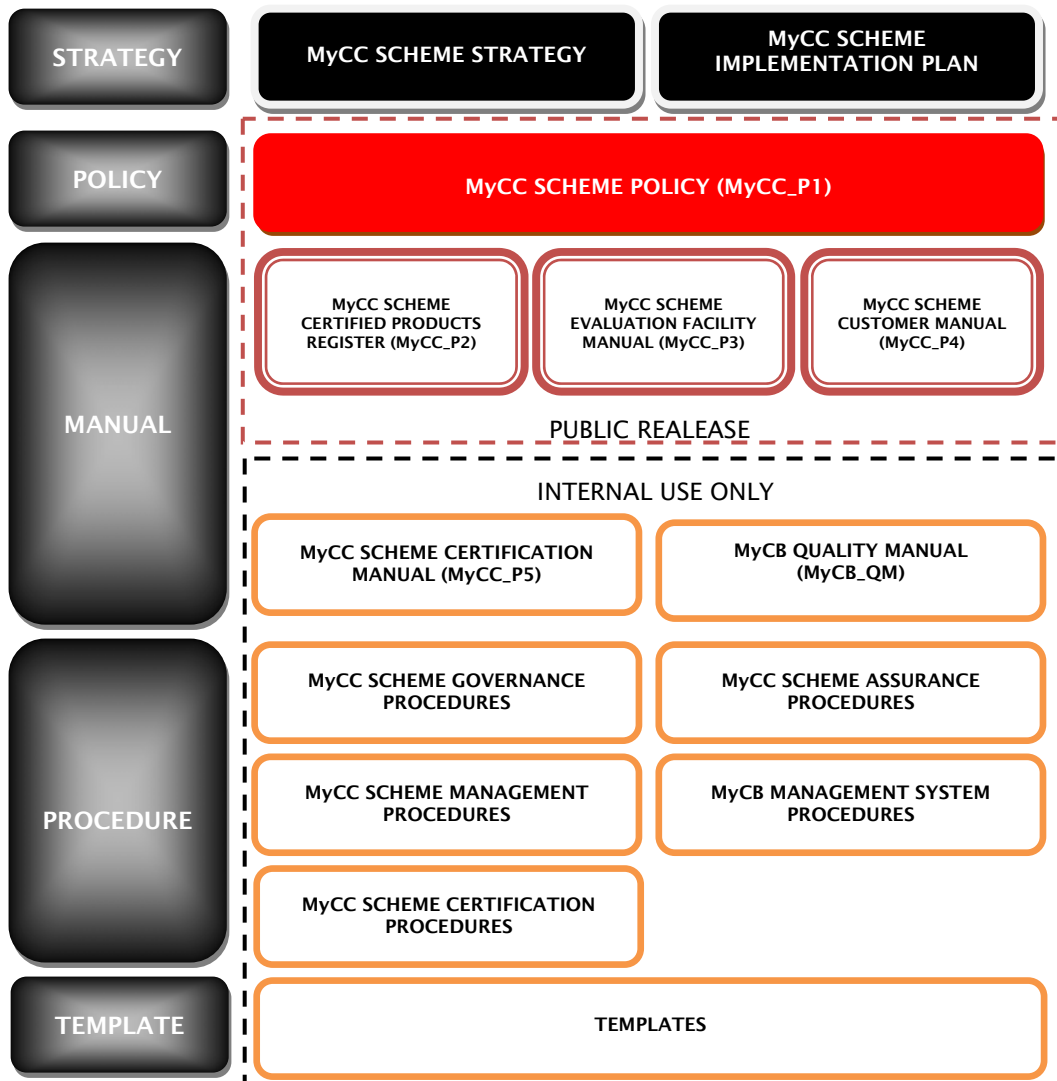 STRATEGY
MyCC SCHEME STRATEGY
MyCC SCHEME
IMPLEMENTATION PLAN
POLICY
MyCC SCHEME POLICY (MyCC_P1)
MANUAL
MyCC SCHEME
CERTIFIED PRODUCTS
REGISTER (MyCC_P2)
MyCC SCHEME
EVALUATION FACILITY
MANUAL (MyCC_P3)
MyCC SCHEME
CUSTOMER MANUAL
(MyCC_P4)
PUBLIC REALEASE
INTERNAL USE ONLY
MyCC SCHEME CERTIFICATION
MANUAL (MyCC_P5)
MyCB QUALITY MANUAL
(MyCB_QM)
PROCEDURE
MyCC SCHEME GOVERNANCE
PROCEDURES
MyCC SCHEME ASSURANCE
PROCEDURES
MyCC SCHEME MANAGEMENT
PROCEDURES
MyCB MANAGEMENT SYSTEM
PROCEDURES
MyCC SCHEME CERTIFICATION
PROCEDURES
TEMPLATE
TEMPLATES